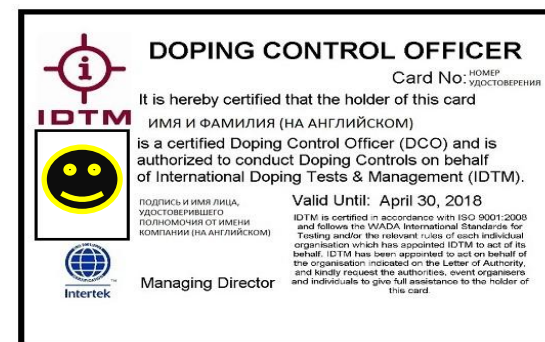 DOPING CONTROL OFFICER
Card No: НОМЕР
УДОСТОВЕРЕНИЯ
It is hereby certified that the holder of this card
IDTM
ИМЯ И ФАМИЛИЯ (НА АНГЛИЙСКОМ)
is a certified Doping Control Officer (DCO) and is
authorized to conduct Doping Controls on behalf
of International Doping Tests & Management (IDTM).
ПОДПИСЬ И ИМЯ ЛИЦА,
УДОСТОВЕРИВШЕГО
ПОЛНОМОЧИЯ ОТ ИМЕНИ
КОМПАНИИ (НА АНГЛИЙСКОМ)
Valid Until: April 30, 2018
IDTM is certified in accordance with ISO 9001:2008
and follows the WADA International Standards for
Testing and/or the relevant rules of each individual
organisation which has appointed IDTM to act of its
behalf. IDTM has been appointed to act on behalf of
the organisation indicated on the Letter of Authority,
and kindly request the authorities, event organisers
and individuals to give full assistance to the holder of
this card.
Intertek
Managing Director